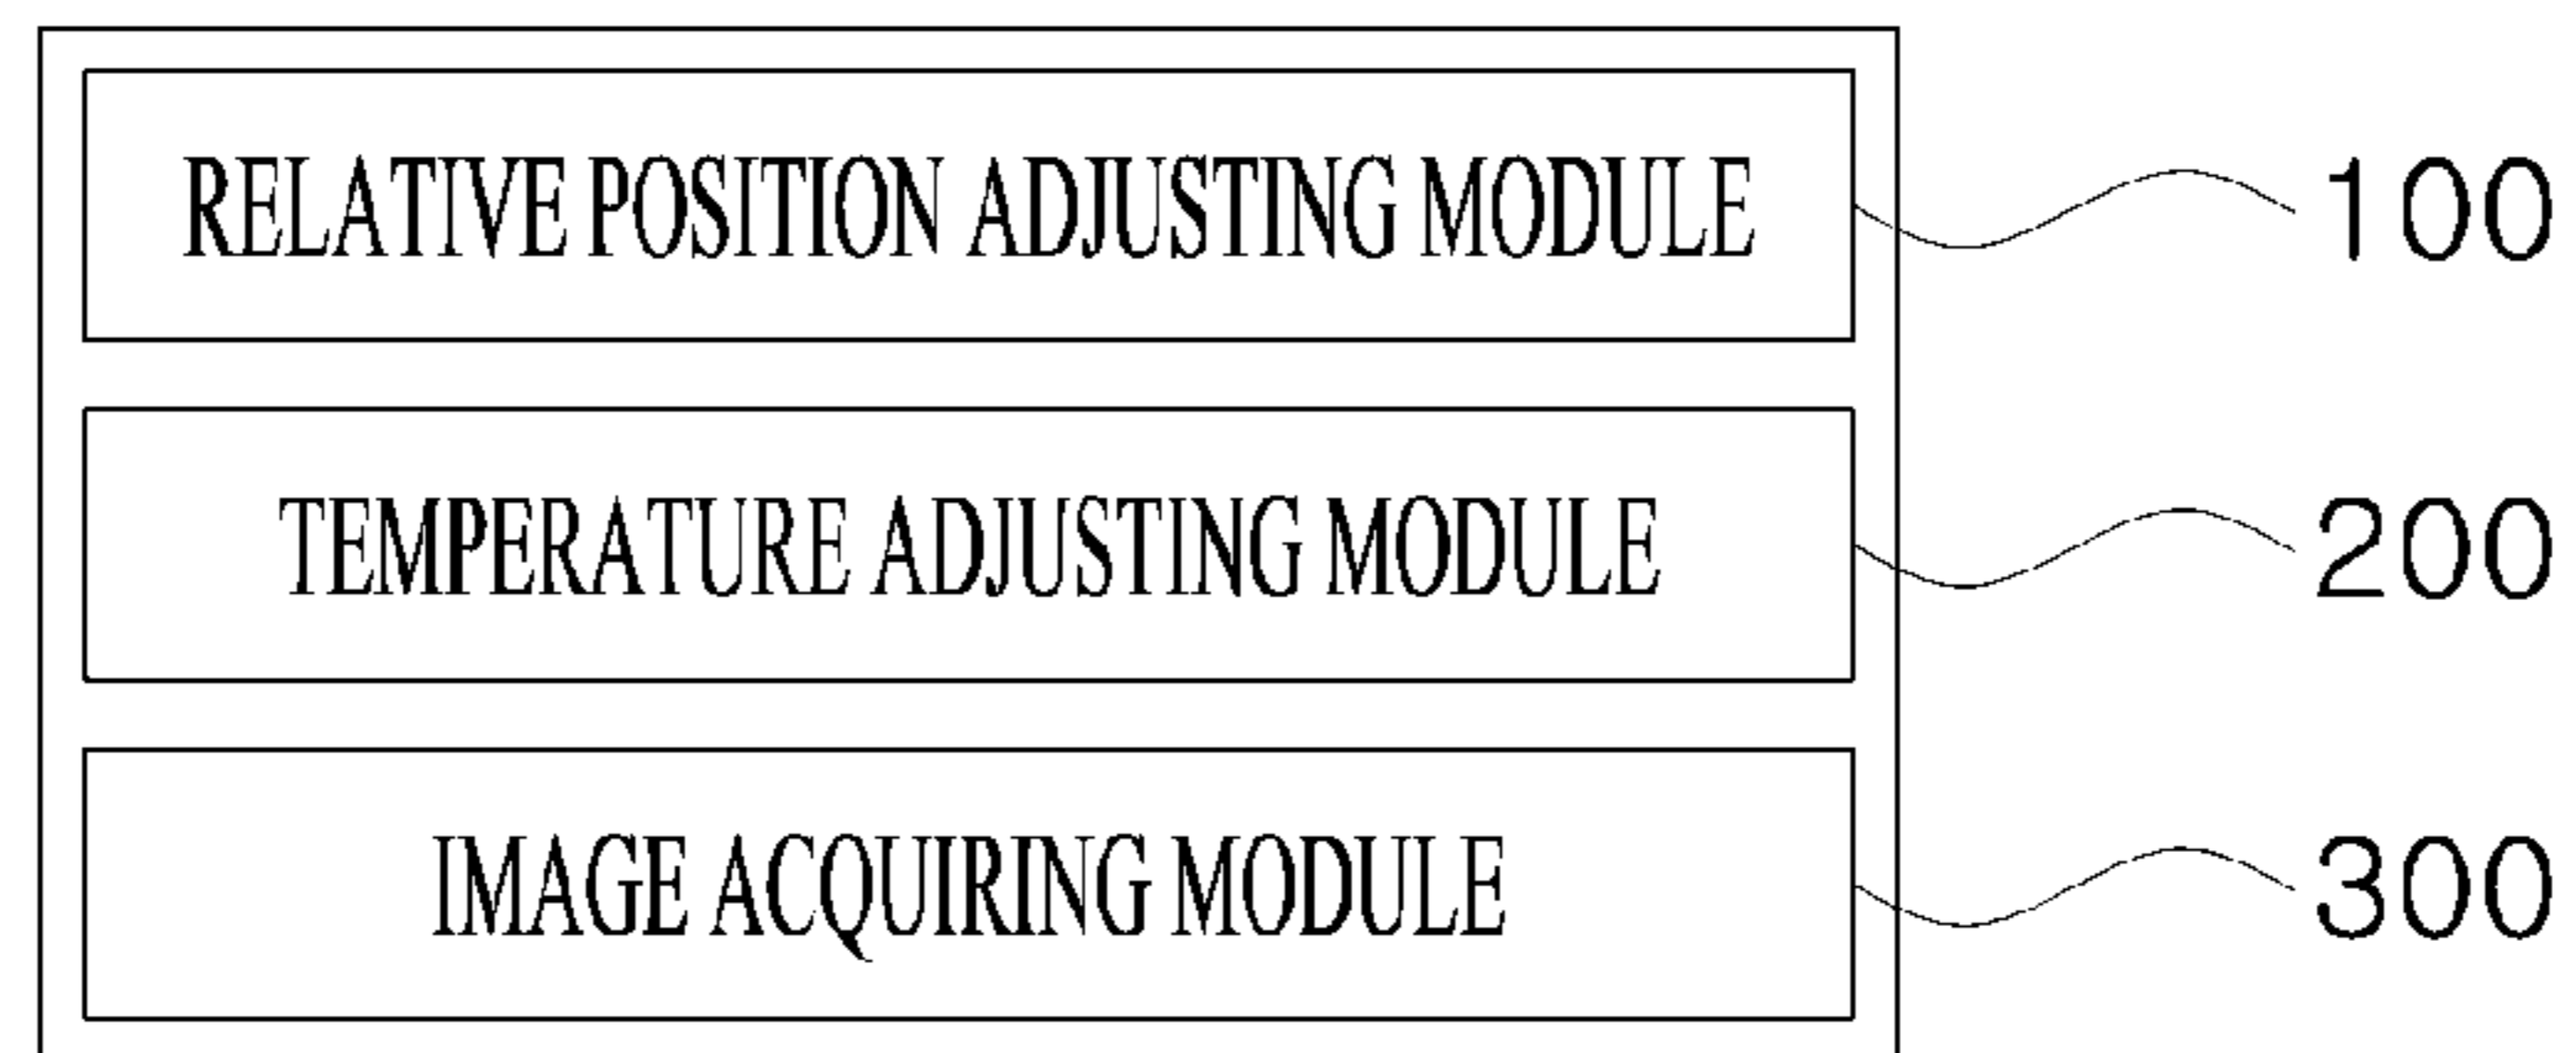 RELATIVE POSITION ADJUSTING MODULE 100
TEMPERATURE ADJUSTING MODULE 200
IMAGE ACQUIRING MODULE 300